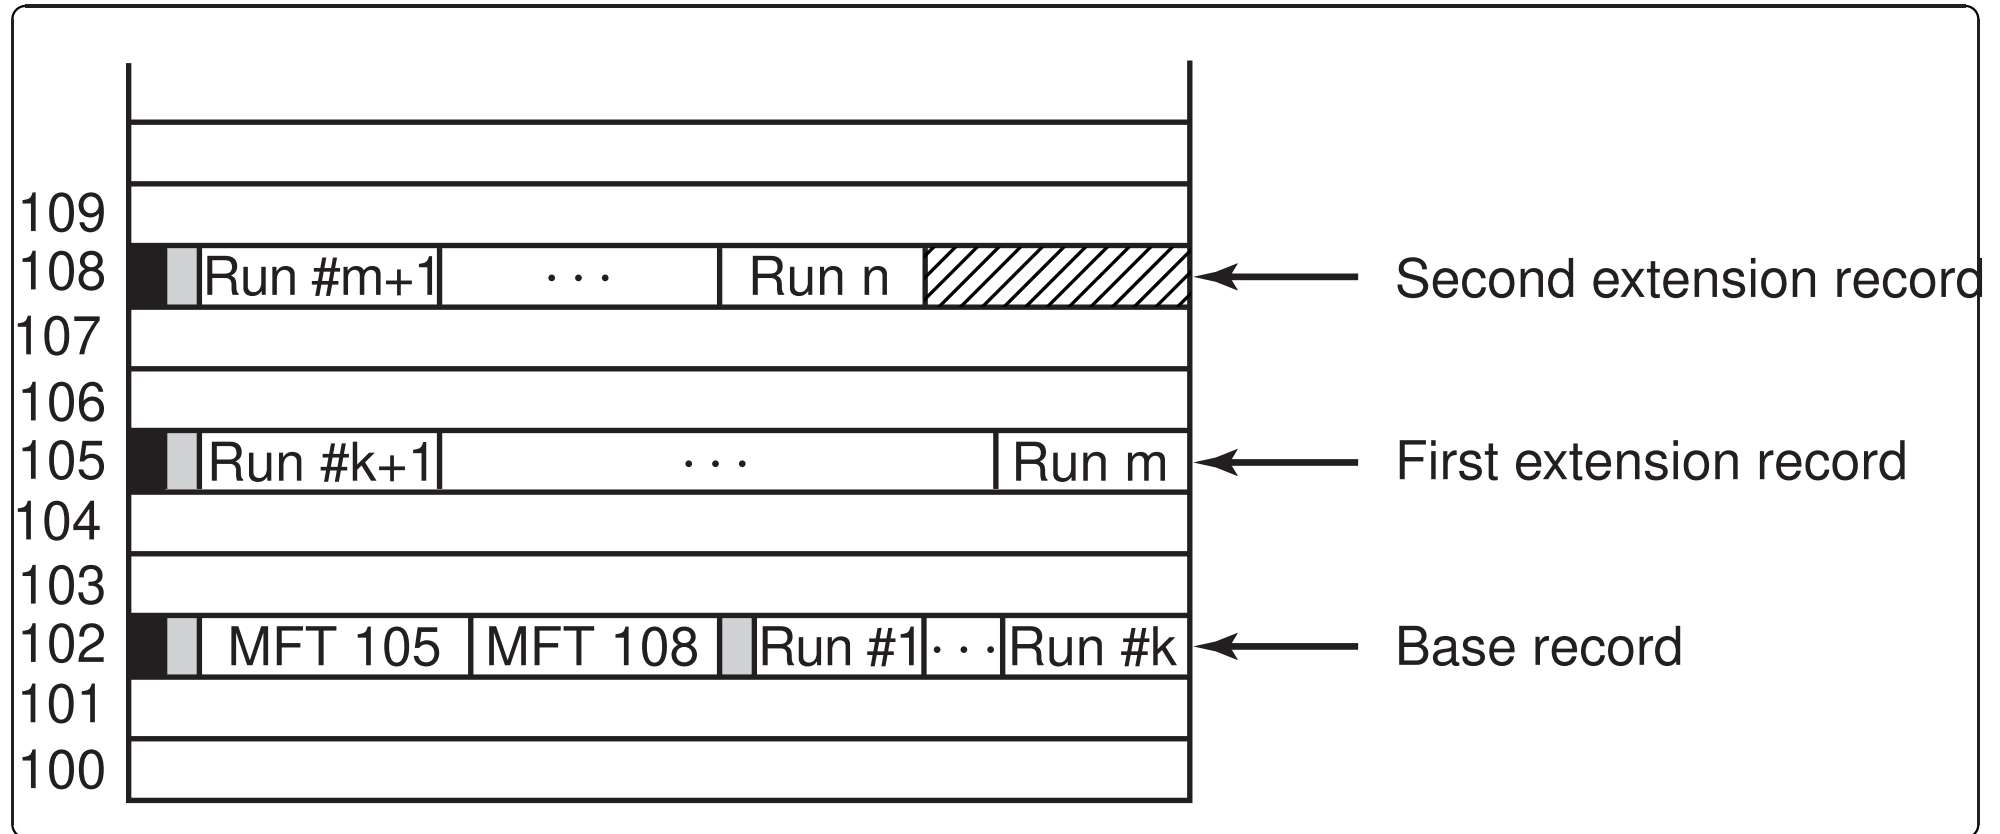 109
108 Run #m+1 · · · Run n Second extension record
107
106
105 Run #k+1 · · · Run m First extension record
104
103
102 MFT 105 MFT 108 Run #1 · · · Run #k Base record
101
100